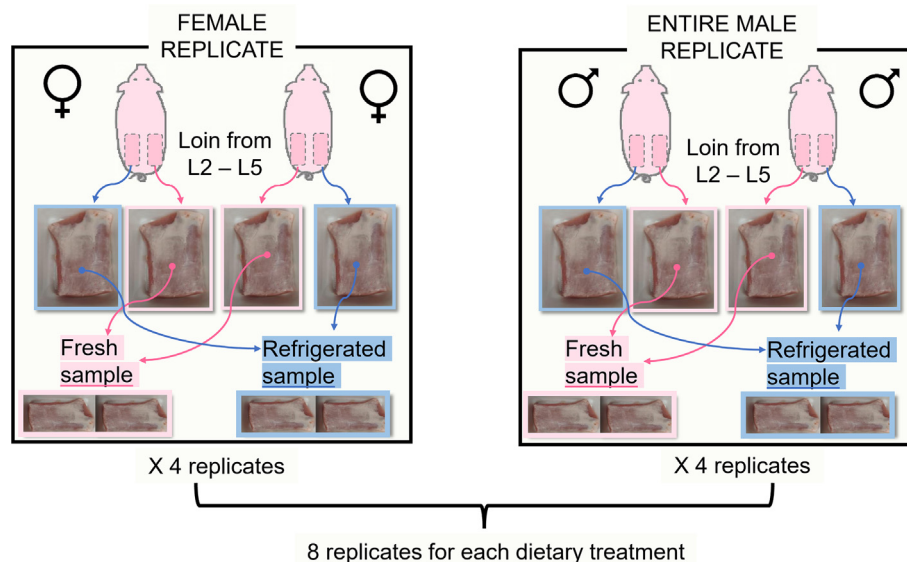 FEMALE
REPLICATE
Loin from
L2 – L5
Fresh
sample
Refrigerated
sample
X 4 replicates
ENTIRE MALE
REPLICATE
Loin from
L2 – L5
Fresh
sample
Refrigerated
sample
X 4 replicates
8 replicates for each dietary treatment